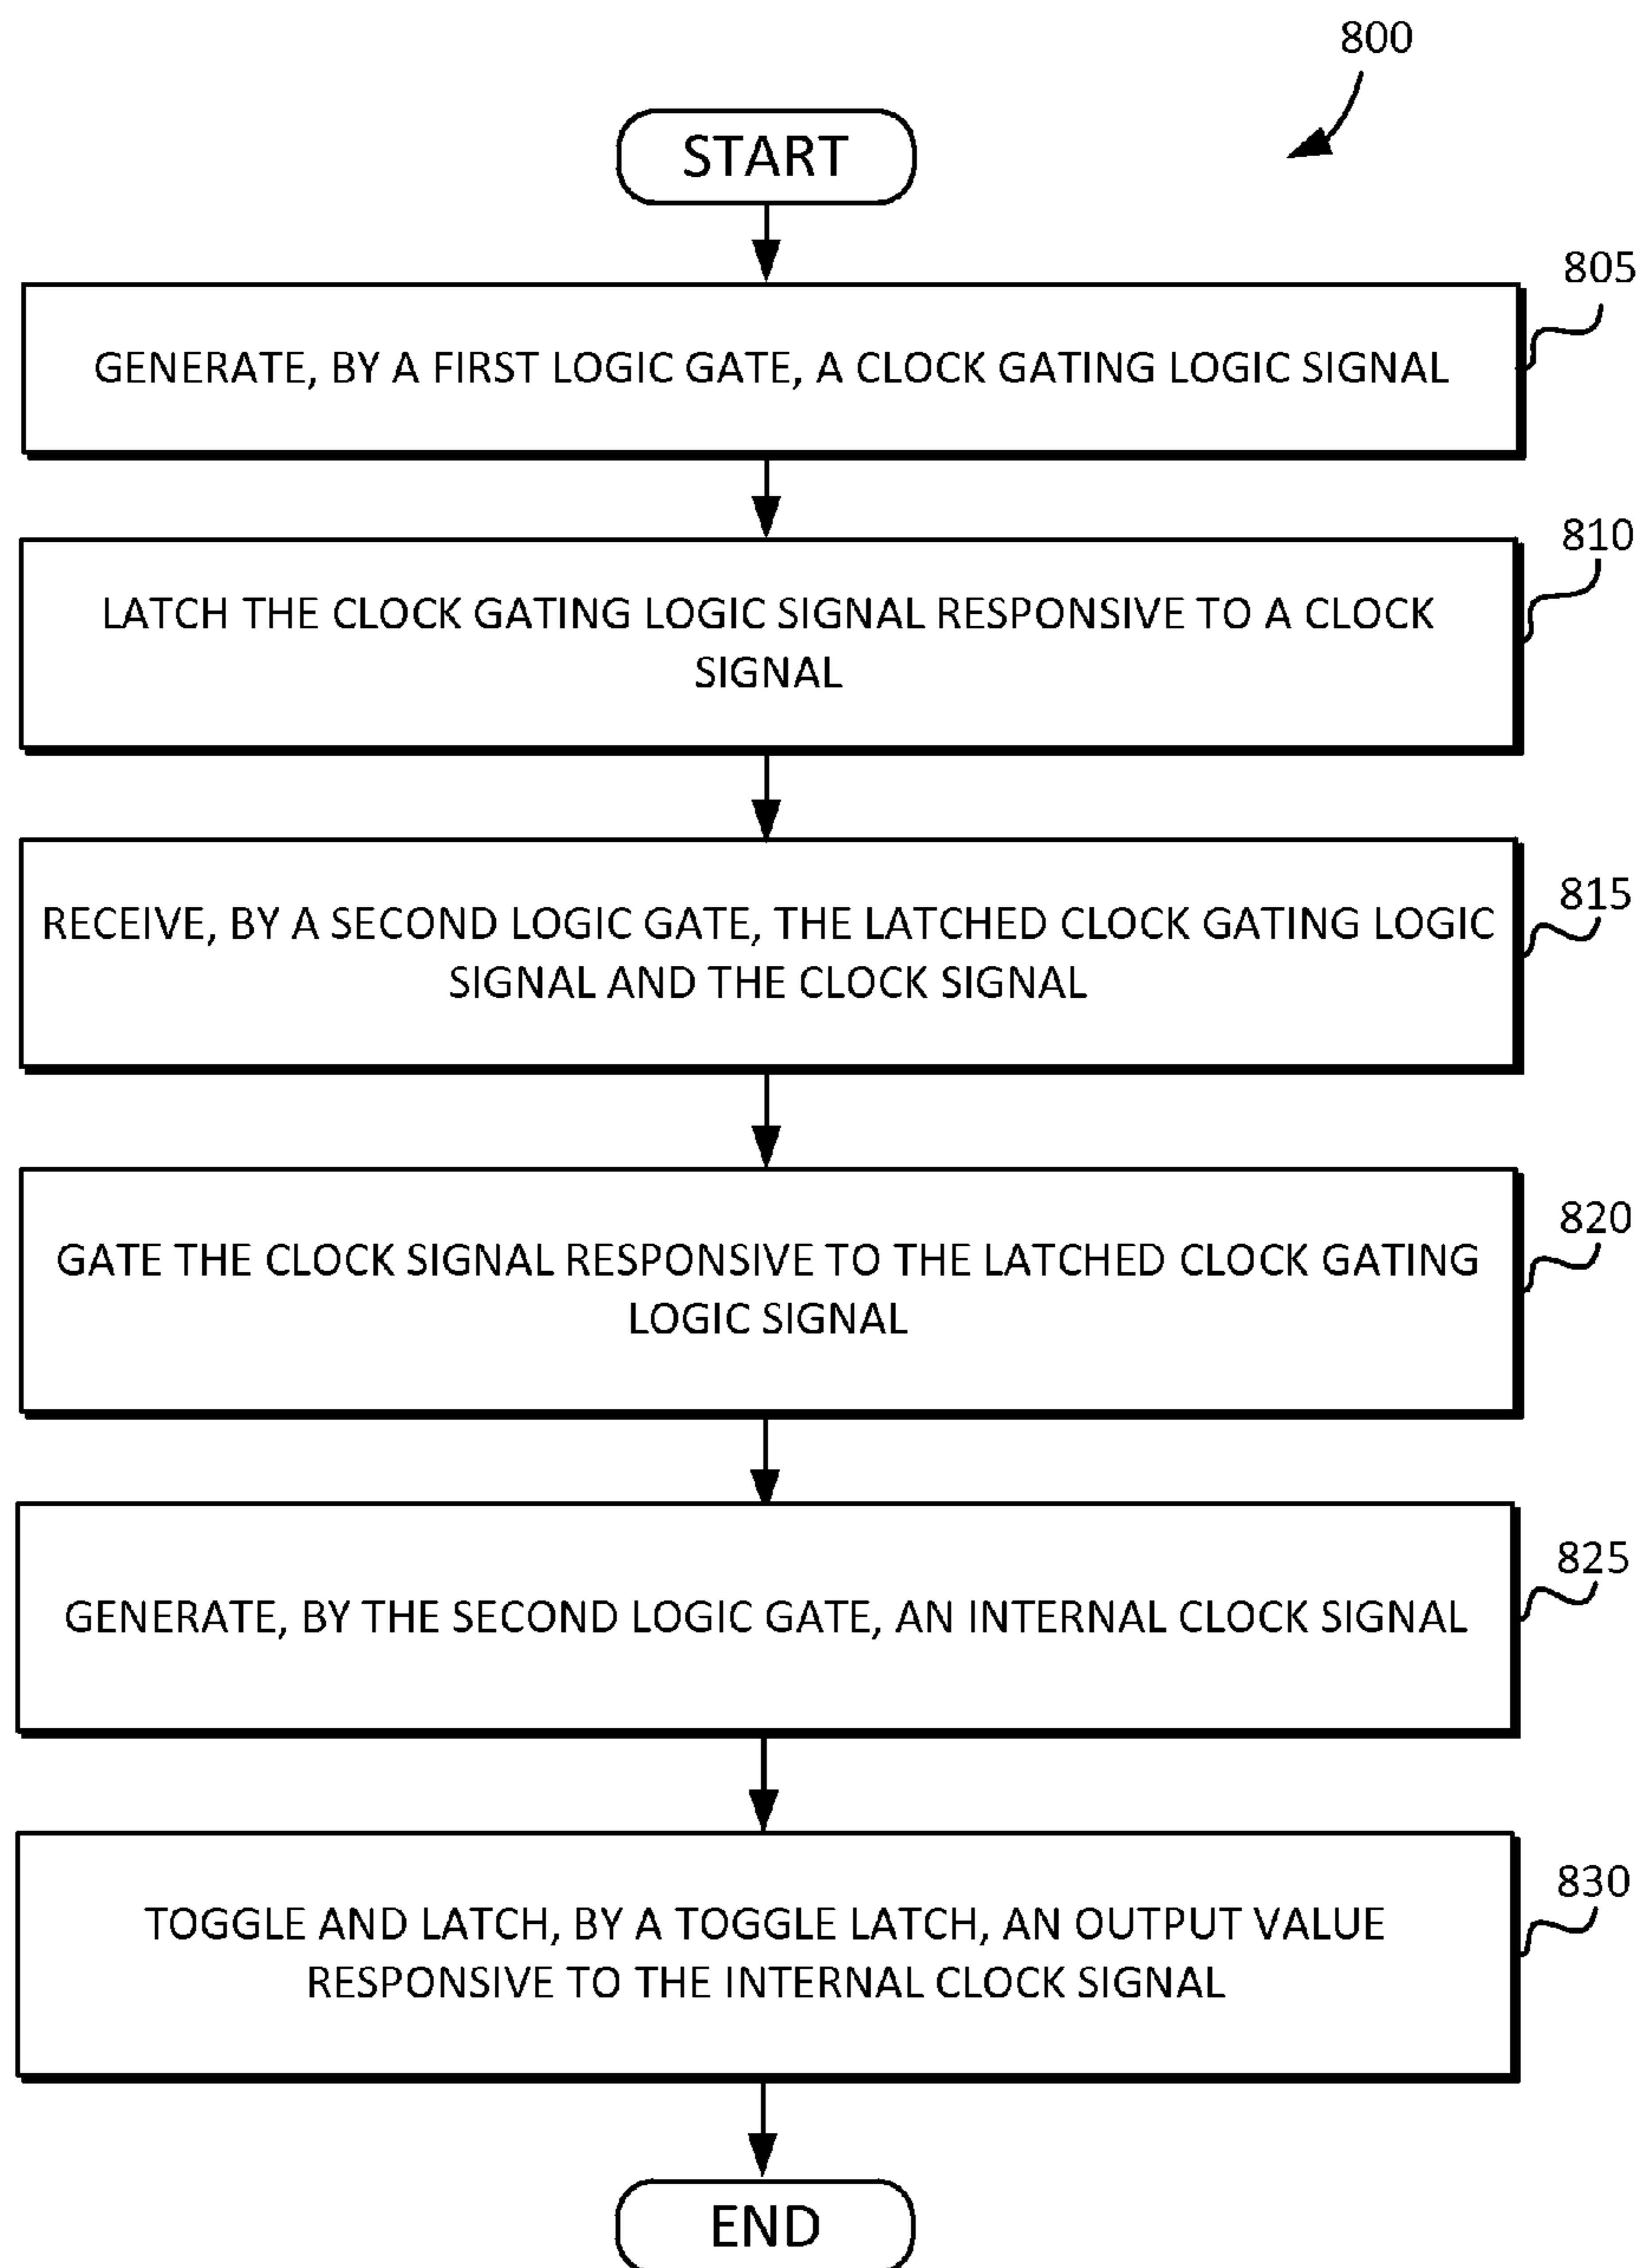 800
START
805
GENERATE, BY A FIRST LOGIC GATE, A CLOCK GATING LOGIC SIGNAL
810
LATCH THE CLOCK GATING LOGIC SIGNAL RESPONSIVE TO A CLOCK
SIGNAL
815
RECEIVE, BY A SECOND LOGIC GATE, THE LATCHED CLOCK GATING LOGIC
SIGNAL AND THE CLOCK SIGNAL
820
GATE THE CLOCK SIGNAL RESPONSIVE TO THE LATCHED CLOCK GATING
LOGIC SIGNAL
825
GENERATE, BY THE SECOND LOGIC GATE, AN INTERNAL CLOCK SIGNAL
830
TOGGLE AND LATCH, BY A TOGGLE LATCH, AN OUTPUT VALUE
RESPONSIVE TO THE INTERNAL CLOCK SIGNAL
END